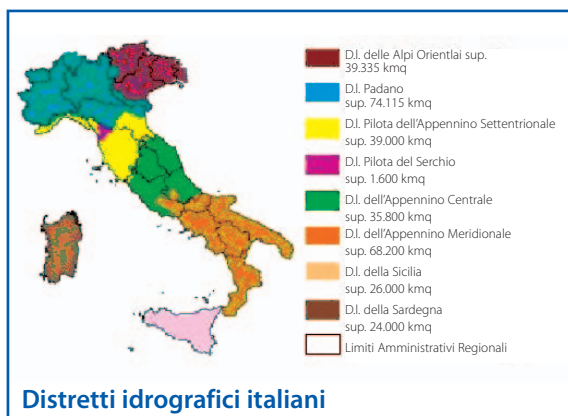 D.I. delle Alpi Orientlai sup.
39.335 kmq
D.I. Padano
sup. 74.115 kmq
D.I. Pilota dell'Appennino Settentrionale
sup. 39.000 kmq
D.I. Pilota del Serchio
sup. 1.600 kmq
D.I. dell'Appennino Centrale
sup. 35.800 kmq
D.I. dell'Appennino Meridionale
sup. 68.200 kmq
D.I. della Sicilia
sup. 26.000 kmq
D.I. della Sardegna
sup. 24.000 kmq
Limiti Amministrativi Regionali
Distretti idrografici italiani